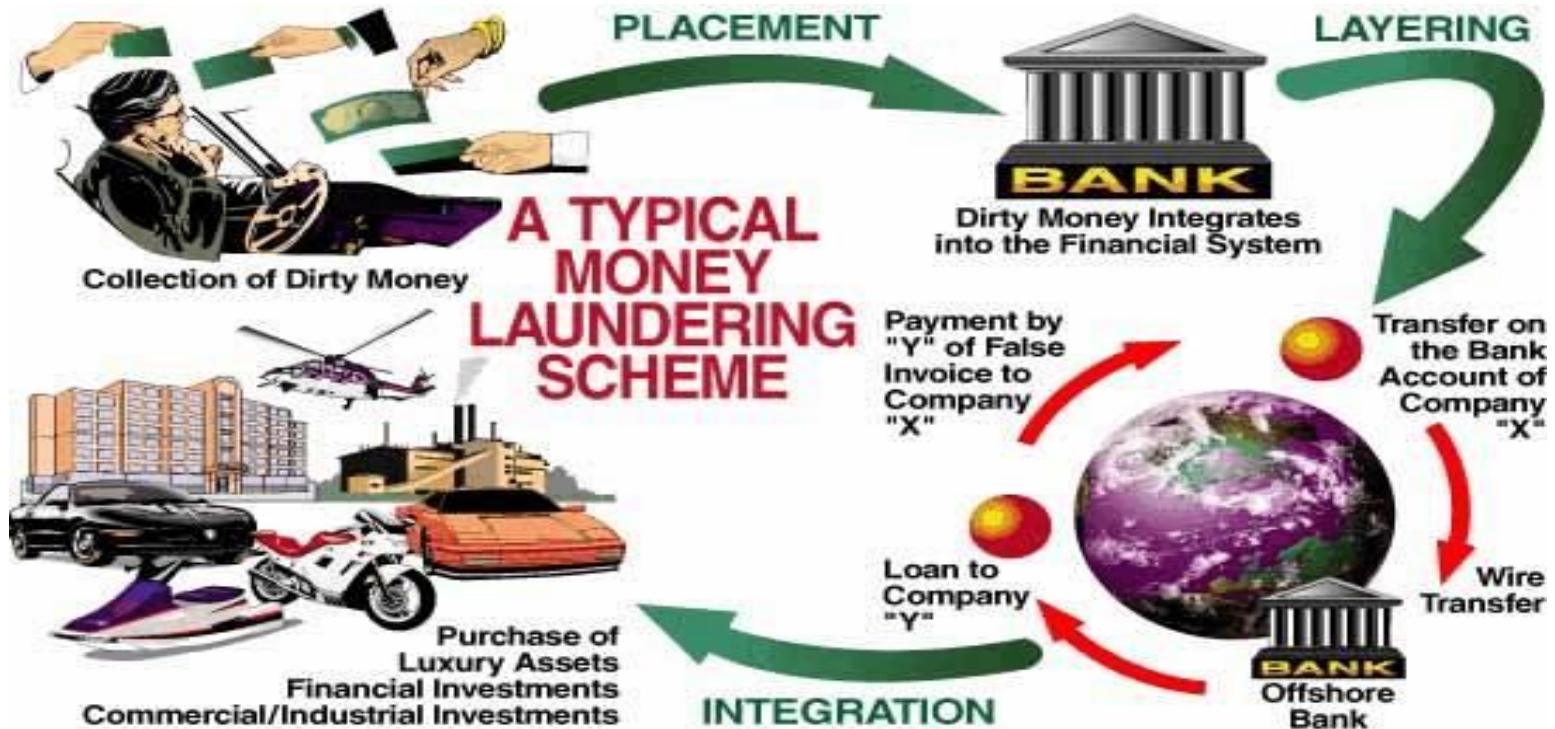 PLACEMENT
LAYERING
BANK
Dirty Money Integrates
into the Financial System
Collection of Dirty Money
A TYPICAL
MONEY
LAUNDERING
SCHEME
Payment by
"Y" of False
Invoice to
Company
"X"
Transfer on
the Bank
Account of
Company
"X"
Loan to
Company
"Y"
Wire
Transfer
BANK
Offshore
Bank
Purchase of
Luxury Assets
Financial Investments
Commercial/Industrial Investments
INTEGRATION